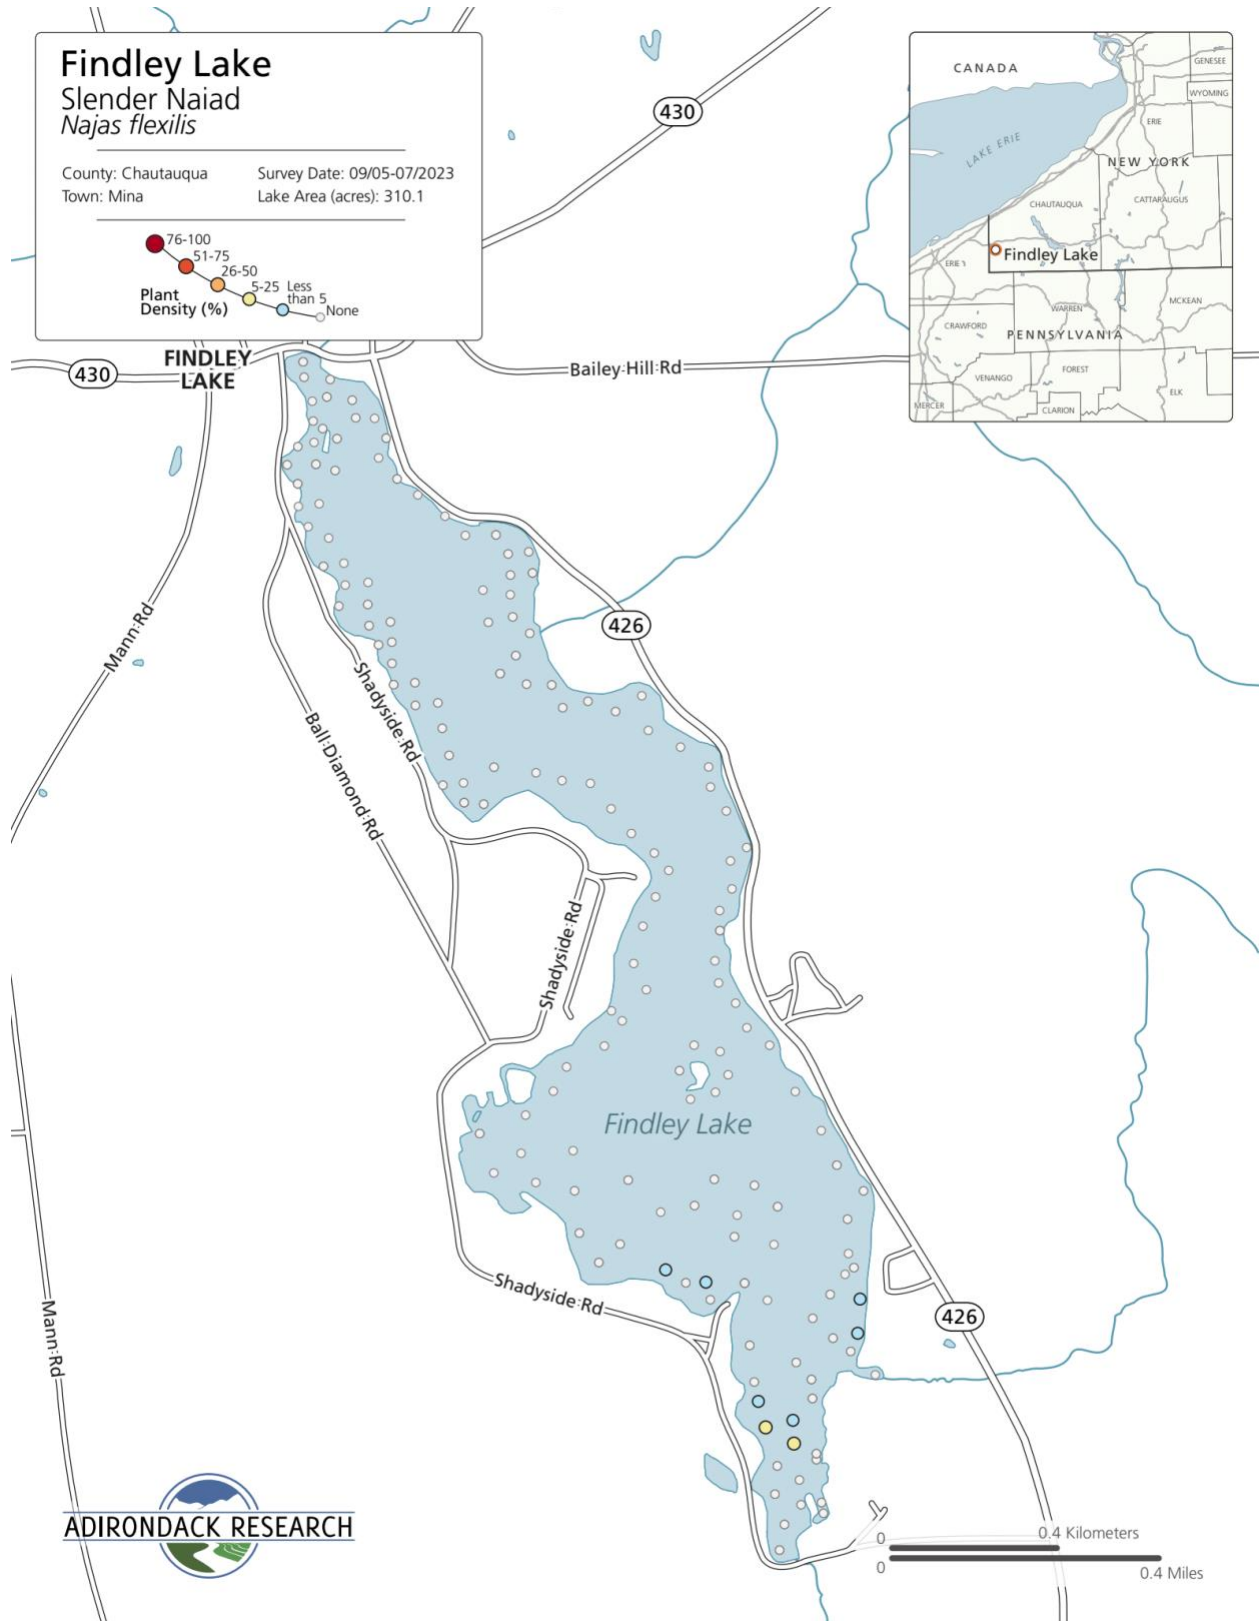 Findley Lake
Slender Naiad
Najas flexilis
County: Chautauqua
Survey Date: 09/05-07/2023
Town: Mina
Lake Area (acres): 310.1
76-100
51-75
26-50
5-25
Less
than 5
None
Plant
Density (%)
CANADA
GENESEE
WYOMING
ERIE
LAKE ERIE
NEW YORK
CHAUTAUQUA
CATTARAUGUS
Findley Lake
ERIE
WARREN
MCKEAN
CRAWFORD
PENNSYLVANIA
VENANGO
FOREST
ELK
MERCER
CLARION
430
430
FINDLEY
LAKE
Bailey Hill Rd
426
Mann Rd
Shadyside Rd
Ball Diamond Rd
Shadyside Rd
Findley Lake
Shadyside Rd
Mann Rd
426
ADIRONDACK RESEARCH
0
0.4 Kilometers
0
0.4 Miles